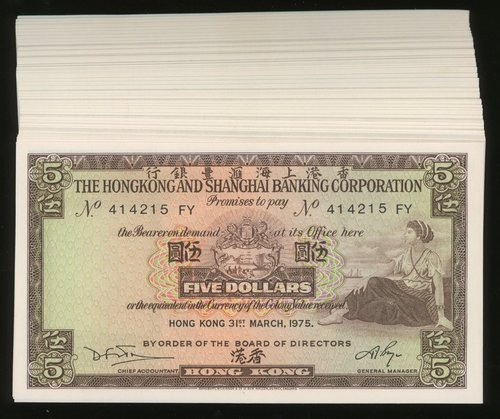 行銀豐匯海上港香
5 5
伍 伍
THE HONGKONG AND SHANGHAI BANKING CORPORATION
Promises to pay
No 414215 FY No 414215 FY
the Bearer on demand at its Office here
圓伍 圓伍
FIVE DOLLARS
or the equivalent in the Currency of the Colony Value received.
HONG KONG 31ST MARCH, 1975.
BY ORDER OF THE BOARD OF DIRECTORS
港香
CHIEF ACCOUNTANT GENERAL MANAGER
伍 伍
5 HONG KONG 5